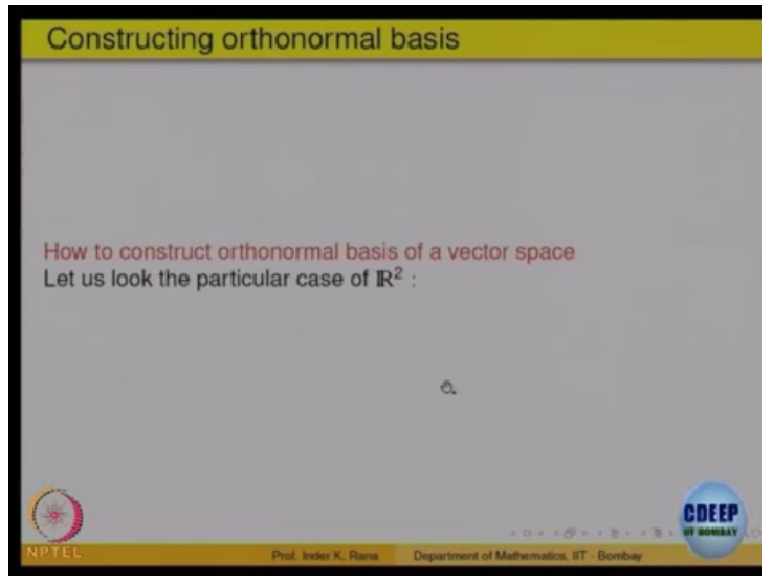 Constructing orthonormal basis
How to construct orthonormal basis of a vector space
Let us look the particular case of ℝ² :
CDEEP
IIT BOMBAY
NPTEL
Prof. Inder K. Rana Department of Mathematics, IIT - Bombay